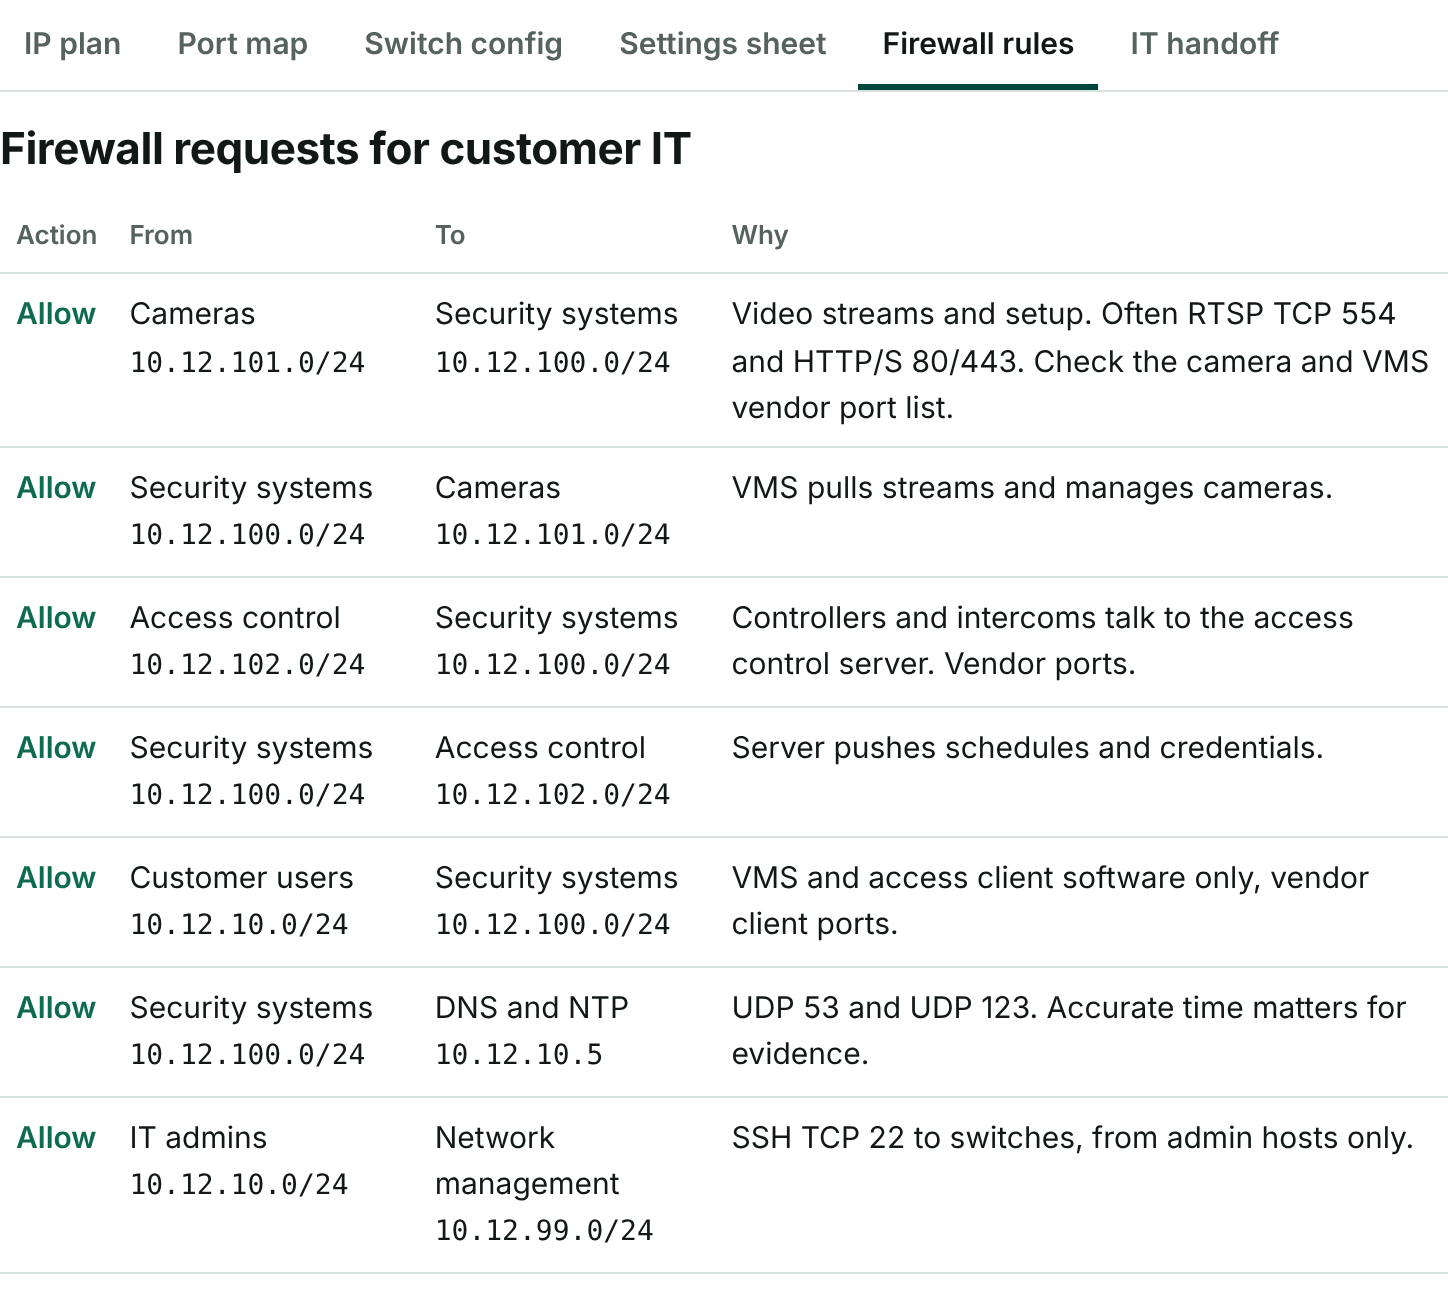 IP plan Port map Switch config Settings sheet Firewall rules IT handoff
Firewall requests for customer IT
Action From To Why
Allow Cameras Security systems Video streams and setup. Often RTSP TCP 554
10.12.101.0/24 10.12.100.0/24 and HTTP/S 80/443. Check the camera and VMS
vendor port list.
Allow Security systems Cameras VMS pulls streams and manages cameras.
10.12.100.0/24 10.12.101.0/24
Allow Access control Security systems Controllers and intercoms talk to the access
10.12.102.0/24 10.12.100.0/24 control server. Vendor ports.
Allow Security systems Access control Server pushes schedules and credentials.
10.12.100.0/24 10.12.102.0/24
Allow Customer users Security systems VMS and access client software only, vendor
10.12.10.0/24 10.12.100.0/24 client ports.
Allow Security systems DNS and NTP UDP 53 and UDP 123. Accurate time matters for
10.12.100.0/24 10.12.10.5 evidence.
Allow IT admins Network SSH TCP 22 to switches, from admin hosts only.
10.12.10.0/24 management
10.12.99.0/24